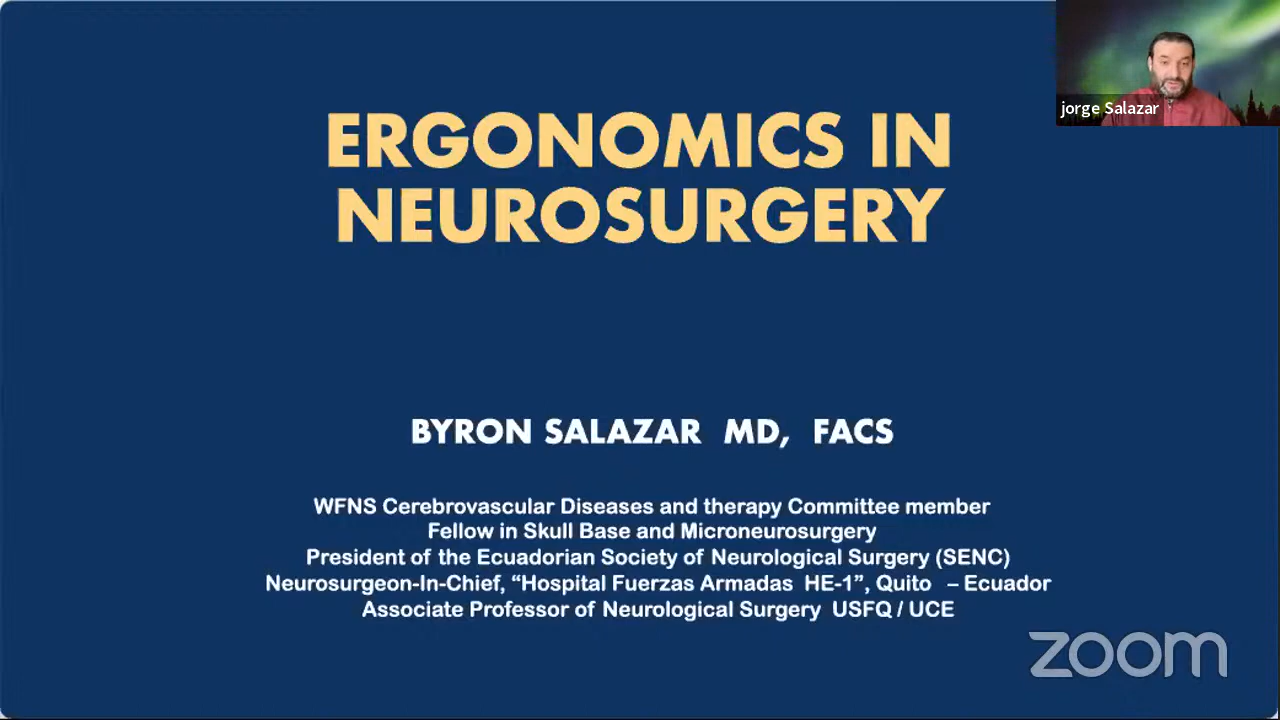 jorge Salazar
ERGONOMICS IN
NEUROSURGERY
BYRON SALAZAR MD, FACS
WFNS Cerebrovascular Diseases and therapy Committee member
Fellow in Skull Base and Microneurosurgery
President of the Ecuadorian Society of Neurological Surgery (SENC)
Neurosurgeon-In-Chief, “Hospital Fuerzas Armadas HE-1”, Quito – Ecuador
Associate Professor of Neurological Surgery USFQ / UCE
zoom